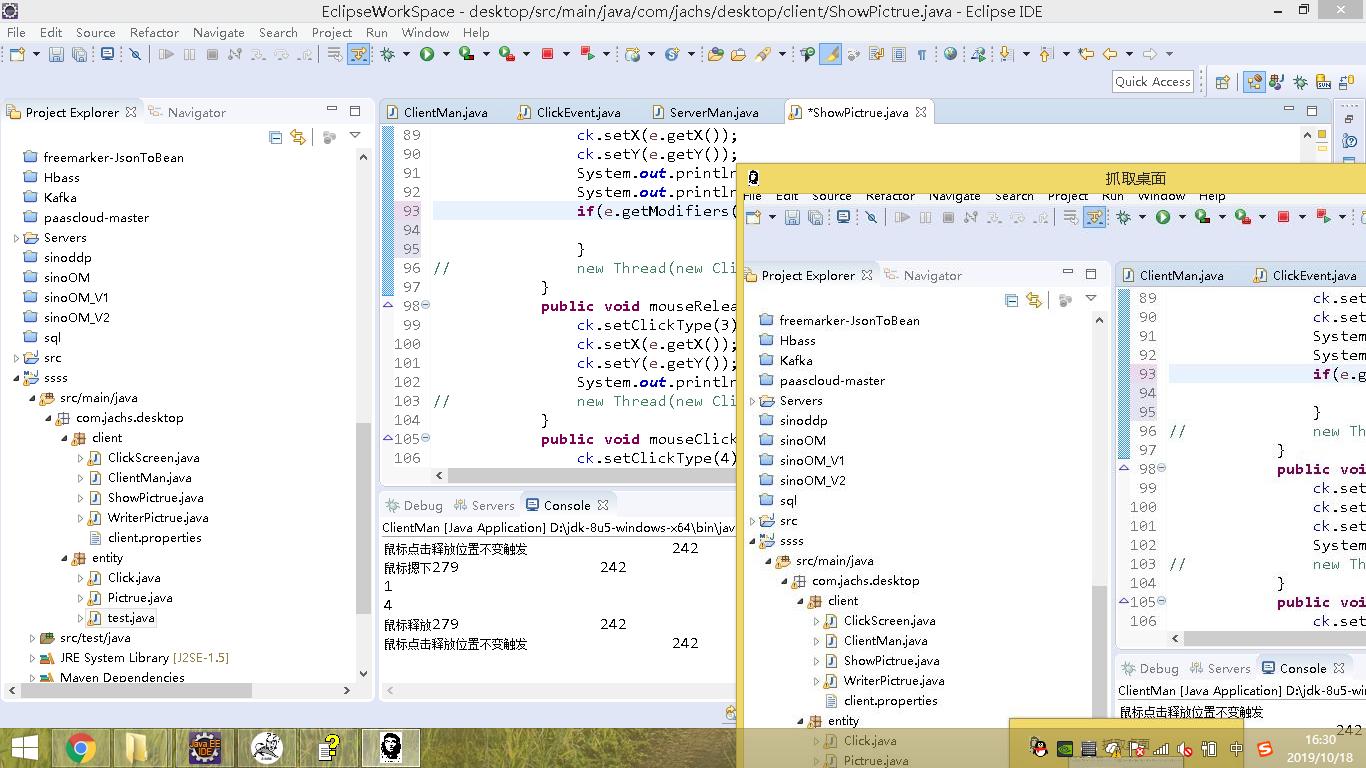 EclipseWorkSpace - desktop/src/main/java/com/jachs/desktop/client/ShowPictrue.java - Eclipse IDE
File Edit Source Refactor Navigate Search Project Run Window Help
Quick Access
Project Explorer Navigator
freemarker-JsonToBean
Hbass
Kafka
paascloud-master
Servers
sinoddp
sinoOM
sinoOM_V1
sinoOM_V2
sql
src
ssss
src/main/java
com.jachs.desktop
client
ClickScreen.java
ClientMan.java
ShowPictrue.java
WriterPictrue.java
client.properties
entity
Click.java
Pictrue.java
test.java
src/test/java
JRE System Library [J2SE-1.5]
Maven Dependencies
ClientMan.java ClickEvent.java ServerMan.java *ShowPictrue.java
89 ck.setX(e.getX());
90 ck.setY(e.getY());
91 System.out.println
92 System.out.println
93 if(e.getModifiers(
94
95 }
96 // new Thread(new Cli
97 }
98 public void mouseRelea
99 ck.setClickType(3)
100 ck.setX(e.getX());
101 ck.setY(e.getY());
102 System.out.println
103 // new Thread(new Cli
104 }
105 public void mouseClick
106 ck.setClickType(4)
Debug Servers Console
ClientMan [Java Application] D:\jdk-8u5-windows-x64\bin\jav
鼠标点击释放位置不变触发 242
鼠标摁下279 242
1
4
鼠标释放279 242
鼠标点击释放位置不变触发 242
抓取桌面
File Edit Source Refactor Navigate Search Project Run Window Help
Project Explorer Navigator
freemarker-JsonToBean
Hbass
Kafka
paascloud-master
Servers
sinoddp
sinoOM
sinoOM_V1
sinoOM_V2
sql
src
ssss
src/main/java
com.jachs.desktop
client
ClickScreen.java
ClientMan.java
ShowPictrue.java
WriterPictrue.java
client.properties
entity
Click.java
Pictrue.java
ClientMan.java ClickEvent.java
89 ck.set
90 ck.set
91 System
92 System
93 if(e.g
94
95 }
96 // new Th
97 }
98 public voi
99 ck.set
100 ck.set
101 ck.set
102 System
103 // new Th
104 }
105 public voi
106 ck.set
Debug Servers Console
ClientMan [Java Application] D:\jdk-8u5-wi
鼠标点击释放位置不变触发
242
Java EE
IDE
中
16:30
2019/10/18